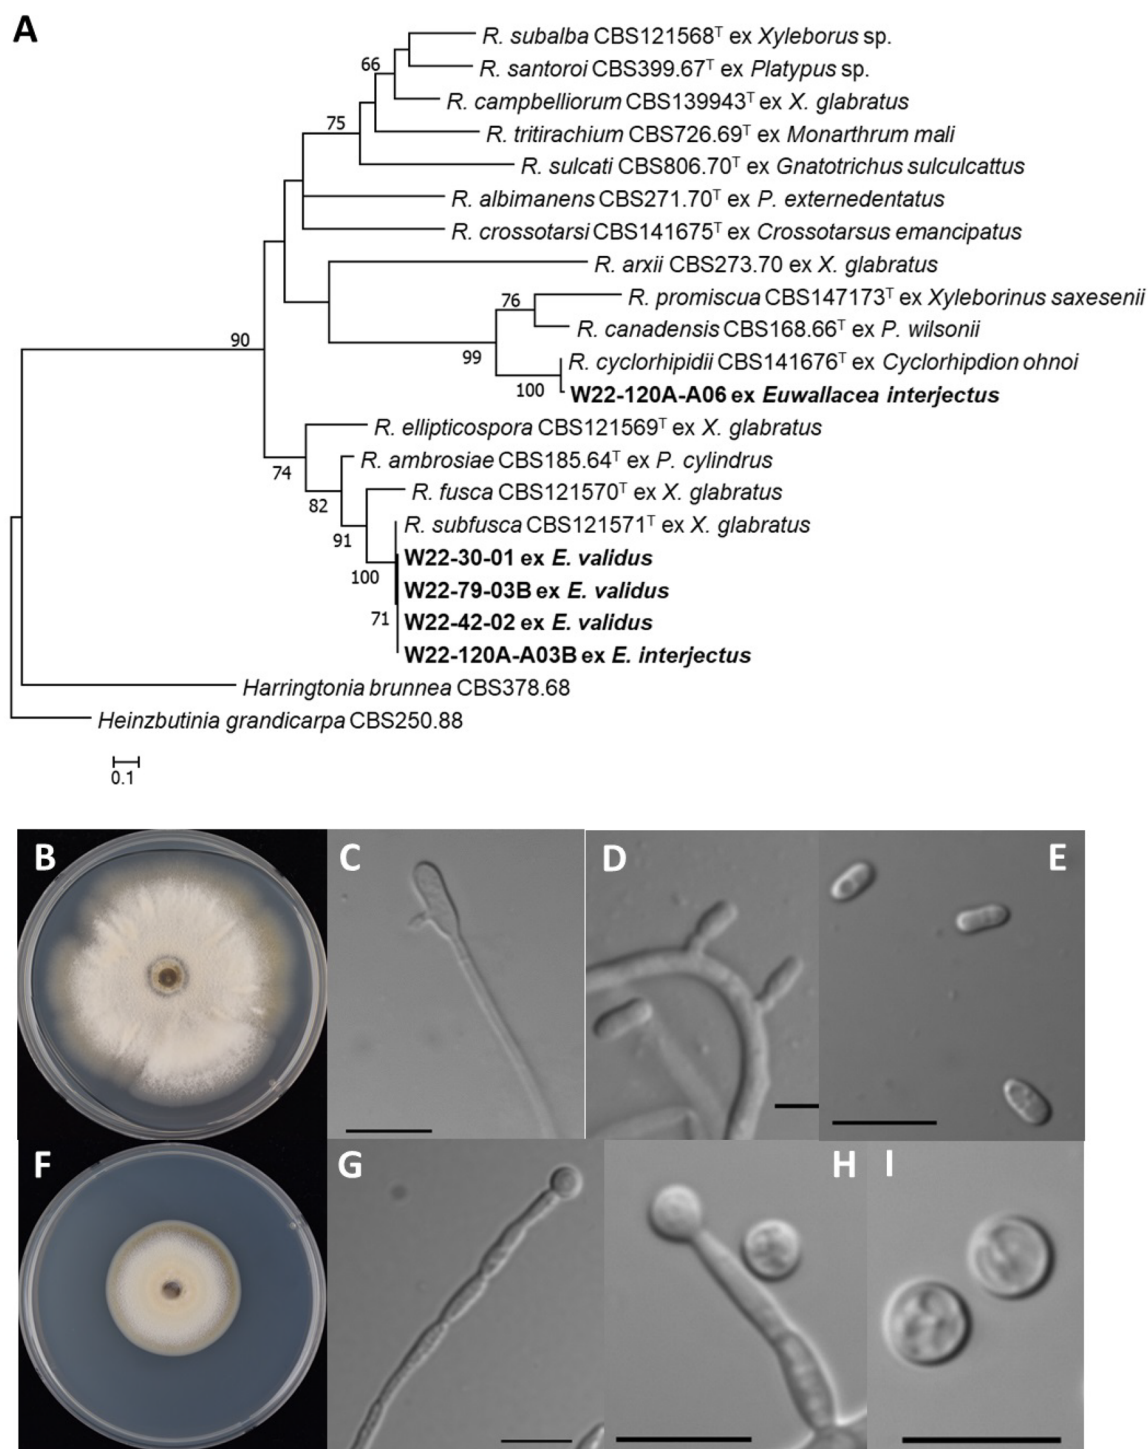 A
R. subalba CBS121568ᵀ ex Xyleborus sp.
66
R. santoroi CBS399.67ᵀ ex Platypus sp.
R. campbelliorum CBS139943ᵀ ex X. glabratus
75
R. tritirachium CBS726.69ᵀ ex Monarthrum mali
R. sulcati CBS806.70ᵀ ex Gnatotrichus sulculcattus
R. albimanens CBS271.70ᵀ ex P. externedentatus
R. crossotarsi CBS141675ᵀ ex Crossotarsus emancipatus
R. arxii CBS273.70 ex X. glabratus
76
R. promiscua CBS147173ᵀ ex Xyleborinus saxesenii
R. canadensis CBS168.66ᵀ ex P. wilsonii
90
99
R. cyclorhipidii CBS141676ᵀ ex Cyclorhipdion ohnoi
100
W22-120A-A06 ex Euwallacea interjectus
R. ellipticospora CBS121569ᵀ ex X. glabratus
74
R. ambrosiae CBS185.64ᵀ ex P. cylindrus
82
R. fusca CBS121570ᵀ ex X. glabratus
91
R. subfusca CBS121571ᵀ ex X. glabratus
W22-30-01 ex E. validus
100
W22-79-03B ex E. validus
71
W22-42-02 ex E. validus
W22-120A-A03B ex E. interjectus
Harringtonia brunnea CBS378.68
Heinzbutinia grandicarpa CBS250.88
0.1
B
C
D
E
F
G
H
I